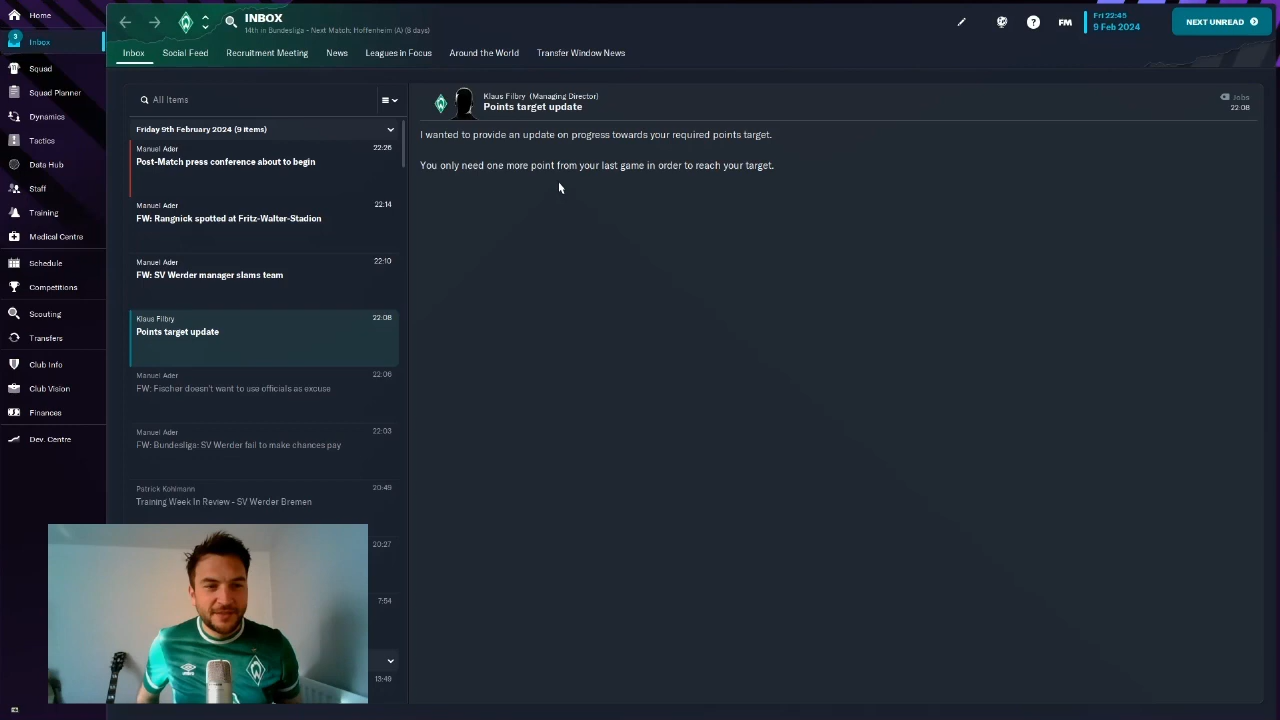 Home
3
Inbox
Squad
Squad Planner
Dynamics
Tactics
Data Hub
Staff
Training
Medical Centre
Schedule
Competitions
Scouting
Transfers
Club Info
Club Vision
Finances
Dev. Centre
INBOX
14th in Bundesliga - Next Match: Hoffenheim (A) (8 days)
FM
Fri 22:45
9 Feb 2024
NEXT UNREAD
Inbox
Social Feed
Recruitment Meeting
News
Leagues in Focus
Around the World
Transfer Window News
All Items
Friday 9th February 2024 (9 items)
Manuel Ader 22:26
Post-Match press conference about to begin
Manuel Ader 22:14
FW: Rangnick spotted at Fritz-Walter-Stadion
Manuel Ader 22:10
FW: SV Werder manager slams team
Klaus Filbry 22:08
Points target update
Manuel Ader 22:06
FW: Fischer doesn't want to use officials as excuse
Manuel Ader 22:03
FW: Bundesliga: SV Werder fail to make chances pay
Patrick Kohlmann 20:49
Training Week In Review - SV Werder Bremen
20:27
7:54
13:49
Klaus Filbry (Managing Director)
Points target update
Jobs
22:08
I wanted to provide an update on progress towards your required points target.
You only need one more point from your last game in order to reach your target.